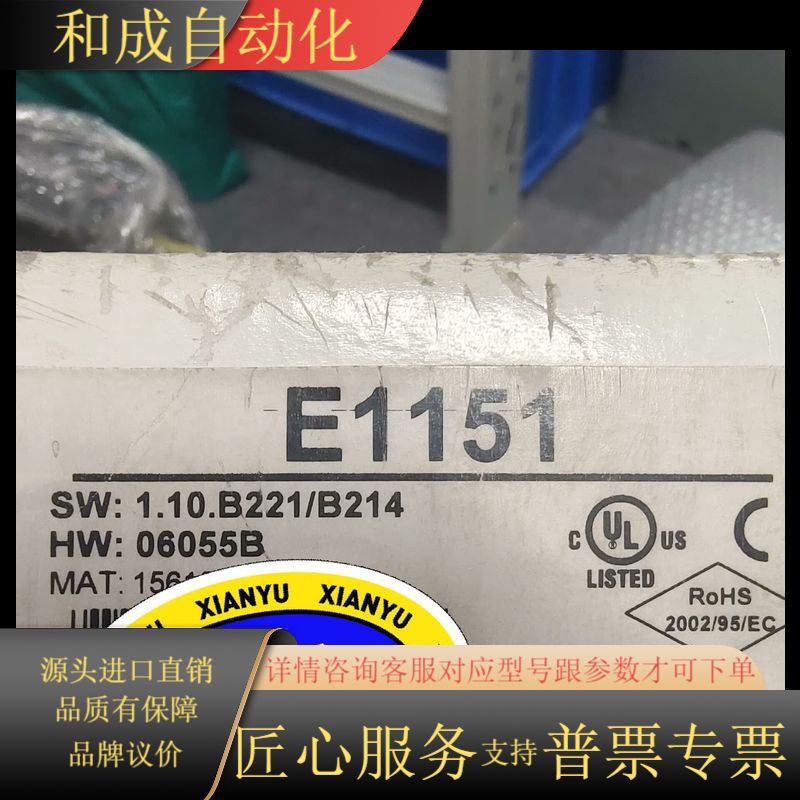 和成自动化
E1151
SW: 1.10.B221/B214
HW: 06055B
MAT: 156
C UL US
LISTED
RoHS
2002/95/EC
XIANYU XIANYU
源头进口直销
品质有保障
品牌议价
详情咨询客服对应型号跟参数才可下单
匠心服务支持普票专票